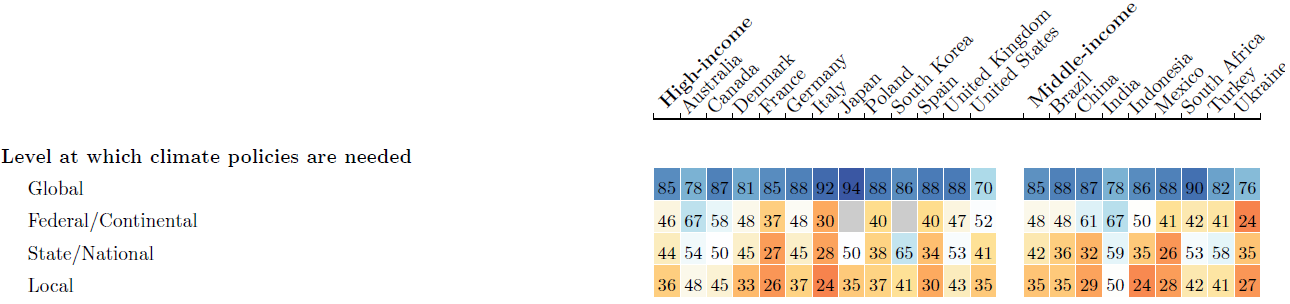 High-income
Australia
Canada
Denmark
France
Germany
Italy
Japan
Poland
South Korea
Spain
United Kingdom
United States
Middle-income
Brazil
China
India
Indonesia
Mexico
South Africa
Turkey
Ukraine
Level at which climate policies are needed
Global 85 78 87 81 85 88 92 94 88 86 88 88 70 85 88 87 78 86 88 90 82 76
Federal/Continental 46 67 58 48 37 48 30 40 40 47 52 48 48 61 67 50 41 42 41 24
State/National 44 54 50 45 27 45 28 50 38 65 34 53 41 42 36 32 59 35 26 53 58 35
Local 36 48 45 33 26 37 24 35 37 41 30 43 35 35 35 29 50 24 28 42 41 27